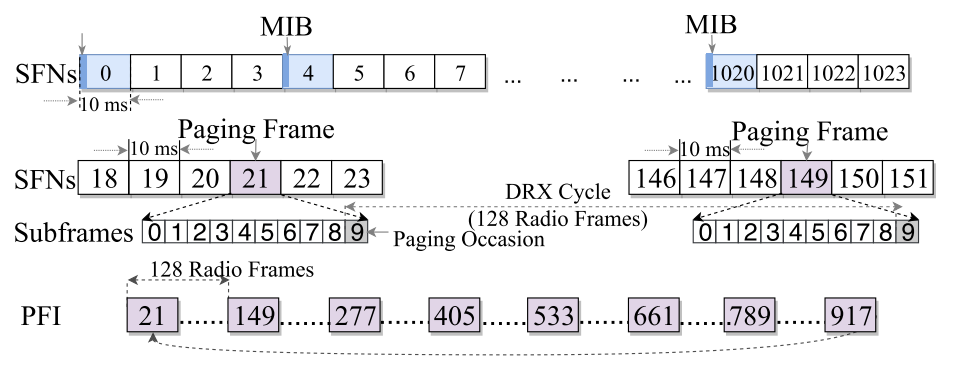 MIB MIB
SFNs 0 1 2 3 4 5 6 7 ... ... ... ... 1020 1021 1022 1023
10 ms
Paging Frame Paging Frame
10 ms 10 ms
SFNs 18 19 20 21 22 23 146 147 148 149 150 151
DRX Cycle
(128 Radio Frames)
Subframes 0 1 2 3 4 5 6 7 8 9 0 1 2 3 4 5 6 7 8 9
Paging Occasion
128 Radio Frames
PFI 21 ...... 149 ...... 277 ...... 405 ...... 533 ...... 661 ...... 789 ...... 917